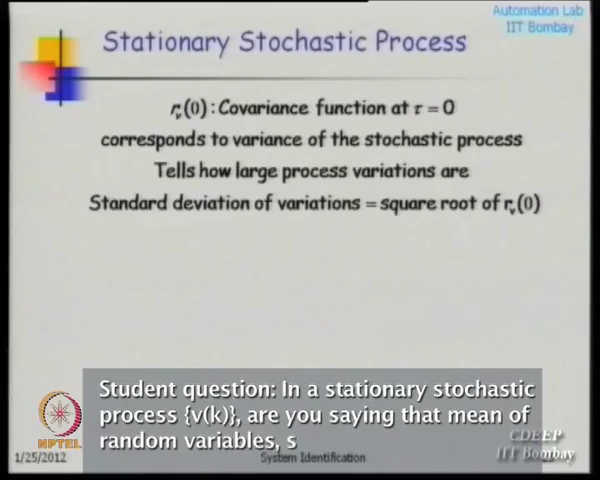 Automation Lab
IIT Bombay
Stationary Stochastic Process
rv(0) : Covariance function at τ = 0
corresponds to variance of the stochastic process
Tells how large process variations are
Standard deviation of variations = square root of rv(0)
Student question: In a stationary stochastic
process {v(k)}, are you saying that mean of
random variables, s
NPTEL
CDEEP
IIT Bombay
1/25/2012
System Identification